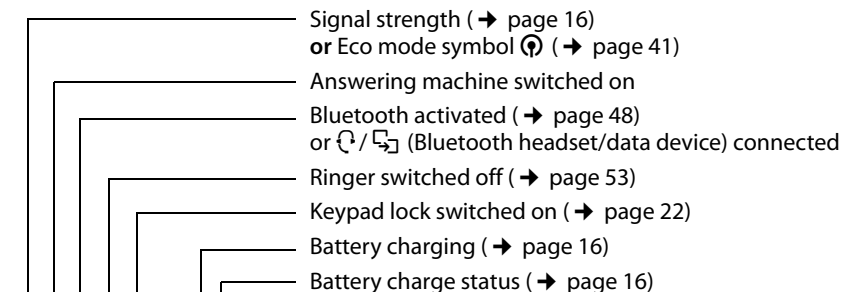 Signal strength (➔ page 16)
or Eco mode symbol (➔ page 41)
Answering machine switched on
Bluetooth activated (➔ page 48)
or / (Bluetooth headset/data device) connected
Ringer switched off (➔ page 53)
Keypad lock switched on (➔ page 22)
Battery charging (➔ page 16)
Battery charge status (➔ page 16)